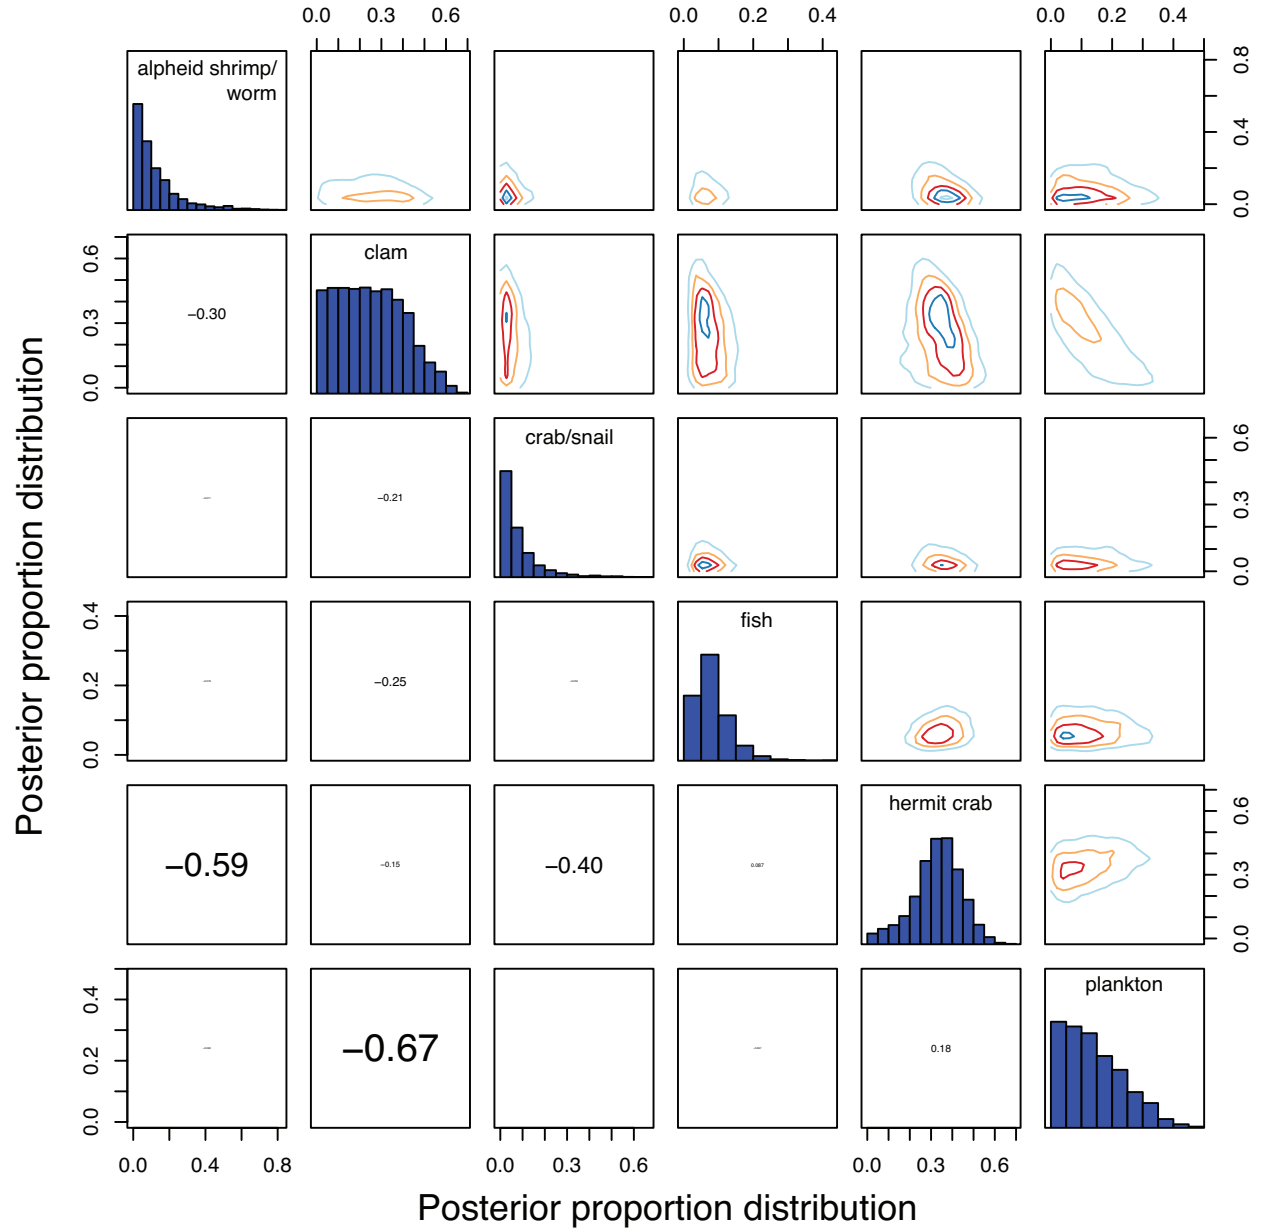 0.0 0.3 0.6 0.0 0.2 0.4 0.0 0.2 0.4
alpheid shrimp/
worm
0.0 0.4 0.8
0.0 0.3 0.6
−0.30
clam
−0.21
crab/snail
0.0 0.3 0.6
0.0 0.2 0.4
−0.25
fish
−0.59
−0.15
−0.40
0.087
hermit crab
0.0 0.3 0.6
0.0 0.2 0.4
−0.67
0.18
plankton
0.0 0.4 0.8 0.0 0.3 0.6 0.0 0.3 0.6
Posterior proportion distribution
Posterior proportion distribution